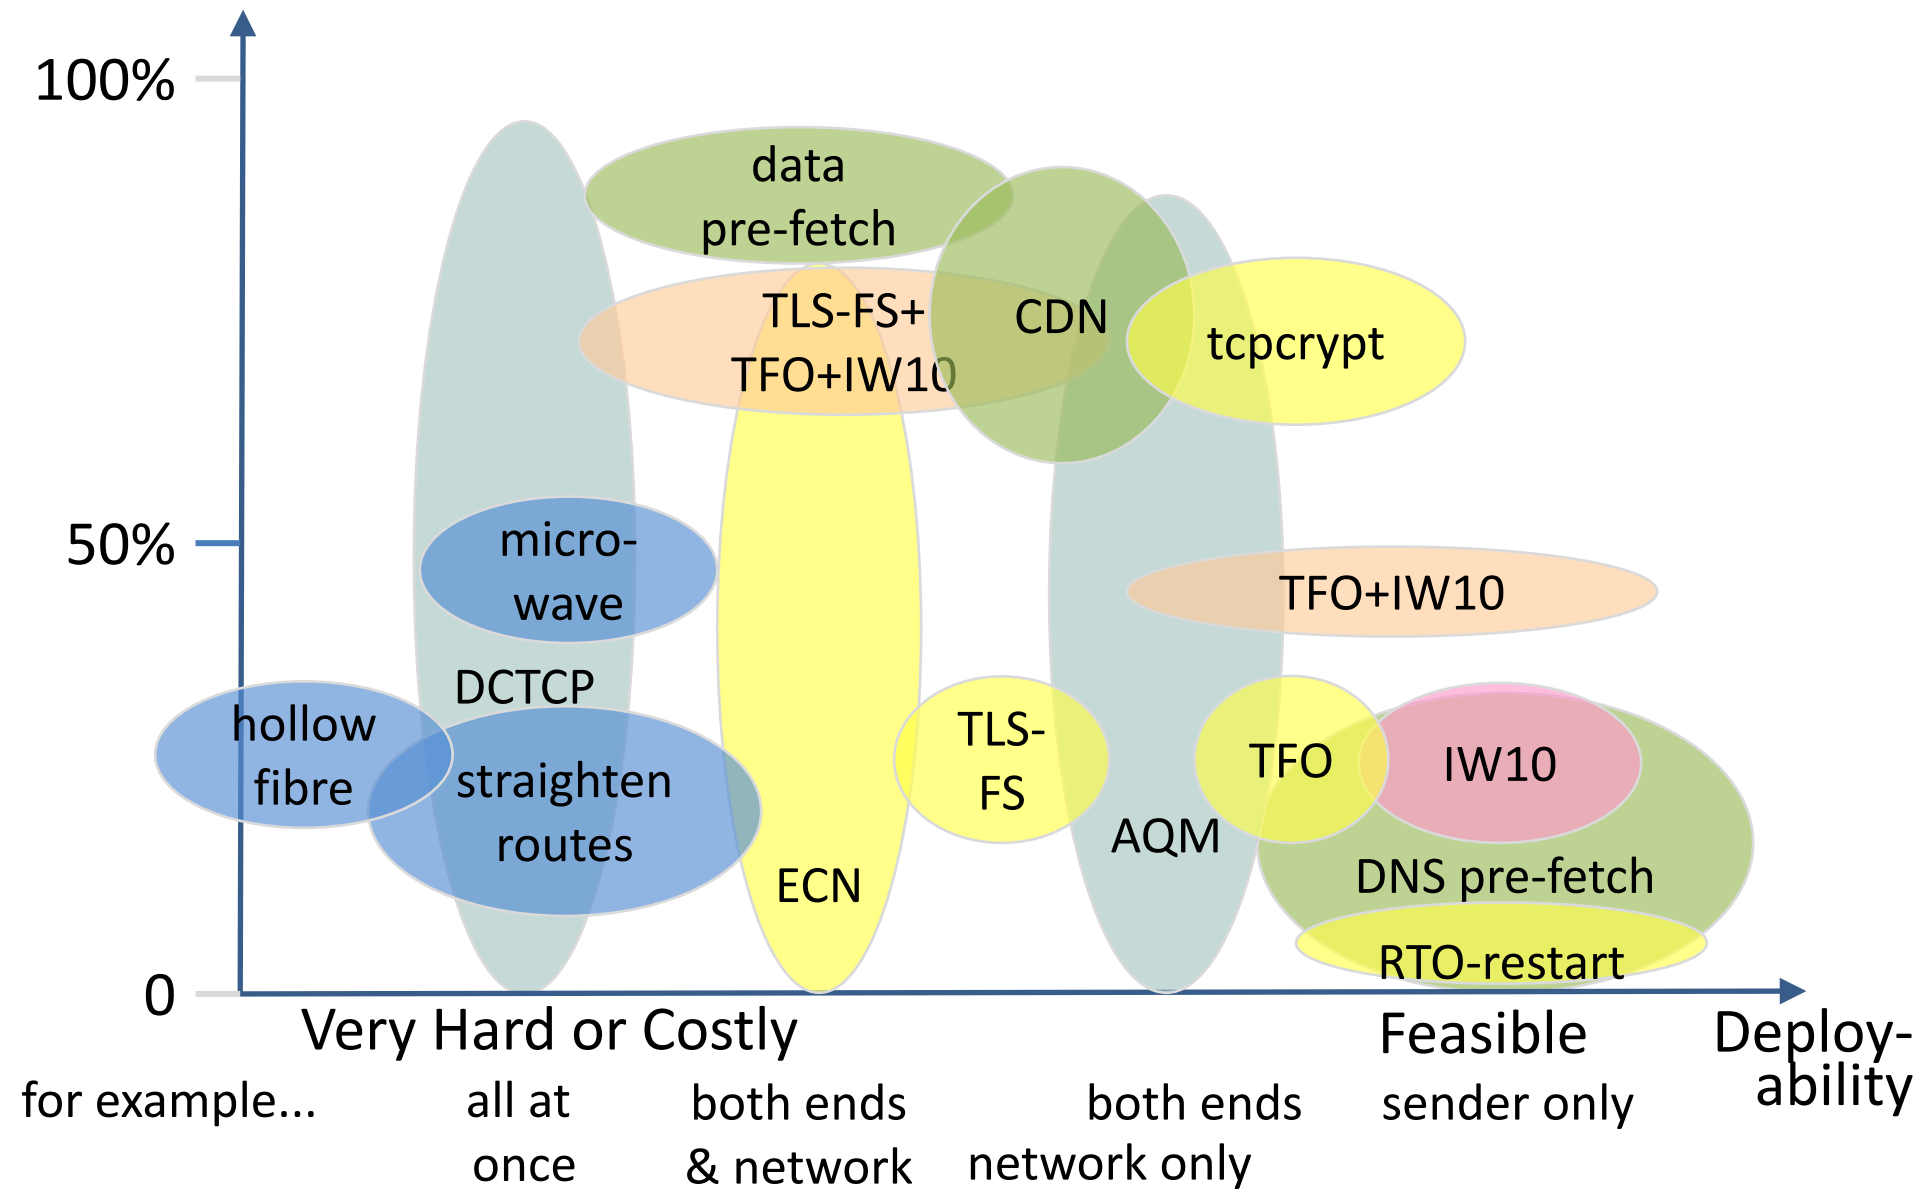 100%
data
pre-fetch
TLS-FS+
TFO+IW10
CDN
tcpcrypt
50%
micro-
wave
TFO+IW10
DCTCP
hollow
fibre
straighten
routes
TLS-
FS
TFO
IW10
AQM
ECN
DNS pre-fetch
RTO-restart
0
Very Hard or Costly
Feasible
Deploy-
ability
for example...
all at
once
both ends
& network
both ends
network only
sender only